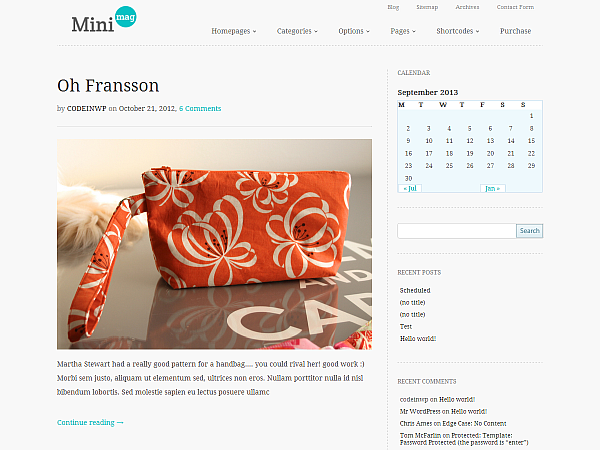 Blog Sitemap Archives Contact Form
Mini mag
Homepages Categories Options Pages Shortcodes Purchase
Oh Fransson
by CODEINWP on October 21, 2012, 6 Comments
CA
Martha Stewart had a really good pattern for a handbag.... you could rival her! good work :)
Morbi sem justo, aliquam ut elementum sed, ultrices non eros. Nullam porttitor nulla id nisl
bibendum lobortis. Sed molestie sapien eu lectus posuere ullamc
Continue reading →
CALENDAR
September 2013
M T W T F S S
1
2 3 4 5 6 7 8
9 10 11 12 13 14 15
16 17 18 19 20 21 22
23 24 25 26 27 28 29
30
« Jul Jan »
Search
RECENT POSTS
Scheduled
(no title)
(no title)
Test
Hello world!
RECENT COMMENTS
codeinwp on Hello world!
Mr WordPress on Hello world!
Chris Ames on Edge Case: No Content
Tom McFarlin on Protected: Template:
Password Protected (the password is “enter”)